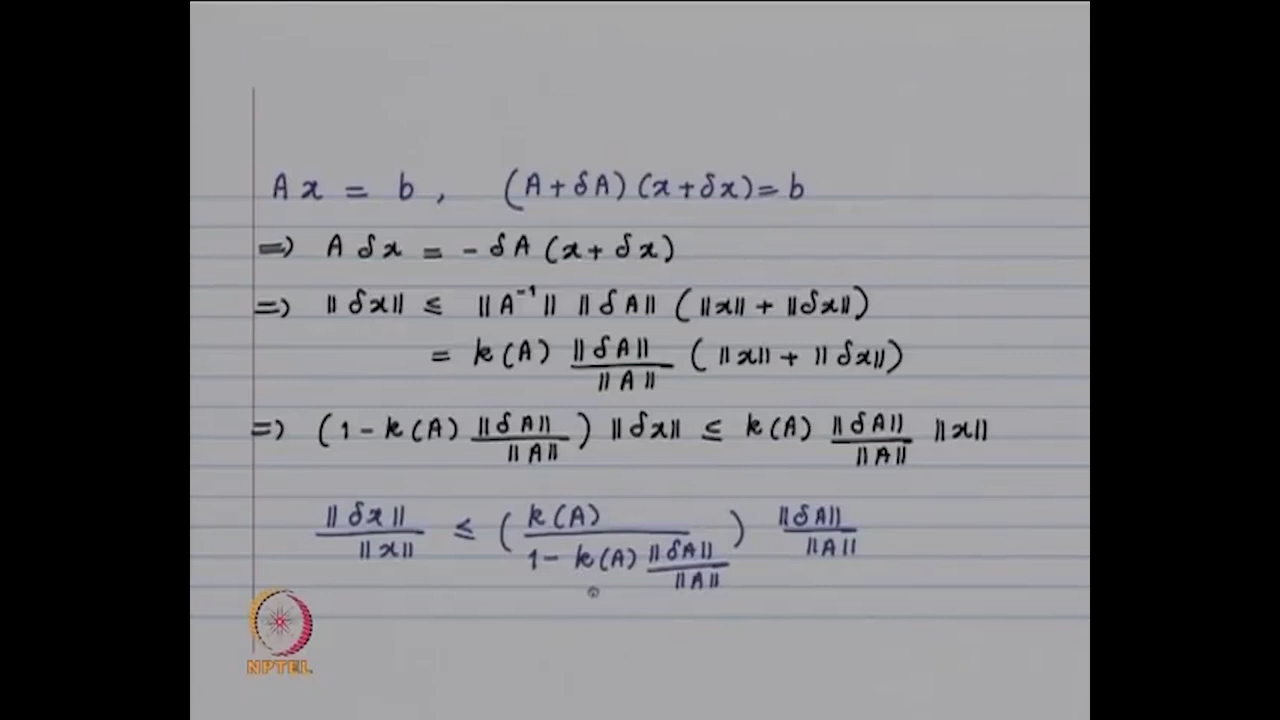 A x = b , (A + δA) (x + δx) = b
⇒ A δx = - δA (x + δx)
⇒ ‖δx‖ ≤ ‖A⁻¹‖ ‖δA‖ (‖x‖ + ‖δx‖)
= k(A) ‖δA‖/‖A‖ (‖x‖ + ‖δx‖)
⇒ (1 - k(A) ‖δA‖/‖A‖) ‖δx‖ ≤ k(A) ‖δA‖/‖A‖ ‖x‖
‖δx‖/‖x‖ ≤ (k(A)/(1 - k(A) ‖δA‖/‖A‖)) ‖δA‖/‖A‖
NPTEL